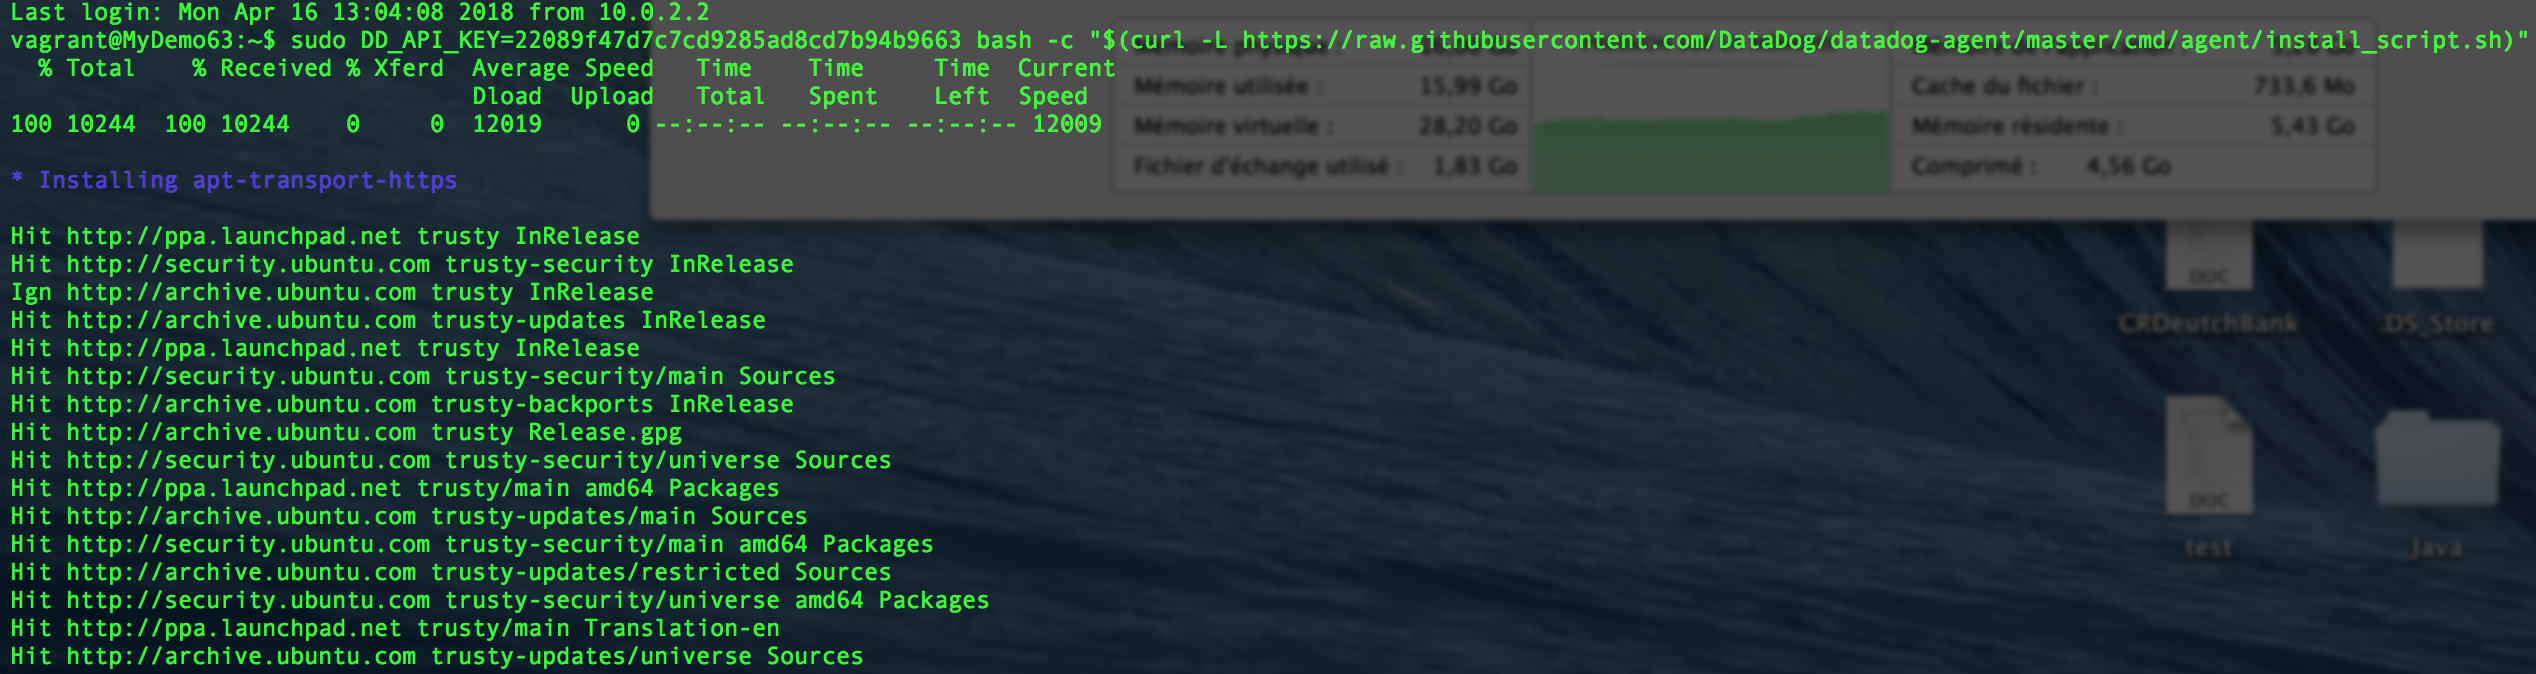 Last login: Mon Apr 16 13:04:08 2018 from 10.0.2.2
vagrant@MyDemo63:~$ sudo DD_API_KEY=22089f47d7c7cd9285ad8cd7b94b9663 bash -c "$(curl -L https://raw.githubusercontent.com/DataDog/datadog-agent/master/cmd/agent/install_script.sh)"
% Total % Received % Xferd Average Speed Time Time Time Current
Dload Upload Total Spent Left Speed
100 10244 100 10244 0 0 12019 0 --:--:-- --:--:-- --:--:-- 12009
* Installing apt-transport-https
Hit http://ppa.launchpad.net trusty InRelease
Hit http://security.ubuntu.com trusty-security InRelease
Ign http://archive.ubuntu.com trusty InRelease
Hit http://archive.ubuntu.com trusty-updates InRelease
Hit http://ppa.launchpad.net trusty InRelease
Hit http://security.ubuntu.com trusty-security/main Sources
Hit http://archive.ubuntu.com trusty-backports InRelease
Hit http://archive.ubuntu.com trusty Release.gpg
Hit http://security.ubuntu.com trusty-security/universe Sources
Hit http://ppa.launchpad.net trusty/main amd64 Packages
Hit http://archive.ubuntu.com trusty-updates/main Sources
Hit http://security.ubuntu.com trusty-security/main amd64 Packages
Hit http://archive.ubuntu.com trusty-updates/restricted Sources
Hit http://security.ubuntu.com trusty-security/universe amd64 Packages
Hit http://ppa.launchpad.net trusty/main Translation-en
Hit http://archive.ubuntu.com trusty-updates/universe Sources
Mémoire utilisée : 15,99 Go
Mémoire virtuelle : 28,20 Go
Fichier d'échange utilisé : 1,83 Go
Cache du fichier : 733,6 Mo
Mémoire résidente : 5,43 Go
Comprimé : 4,56 Go
DOC
CRDeutchBank
.DS_Store
DOC
test
Java